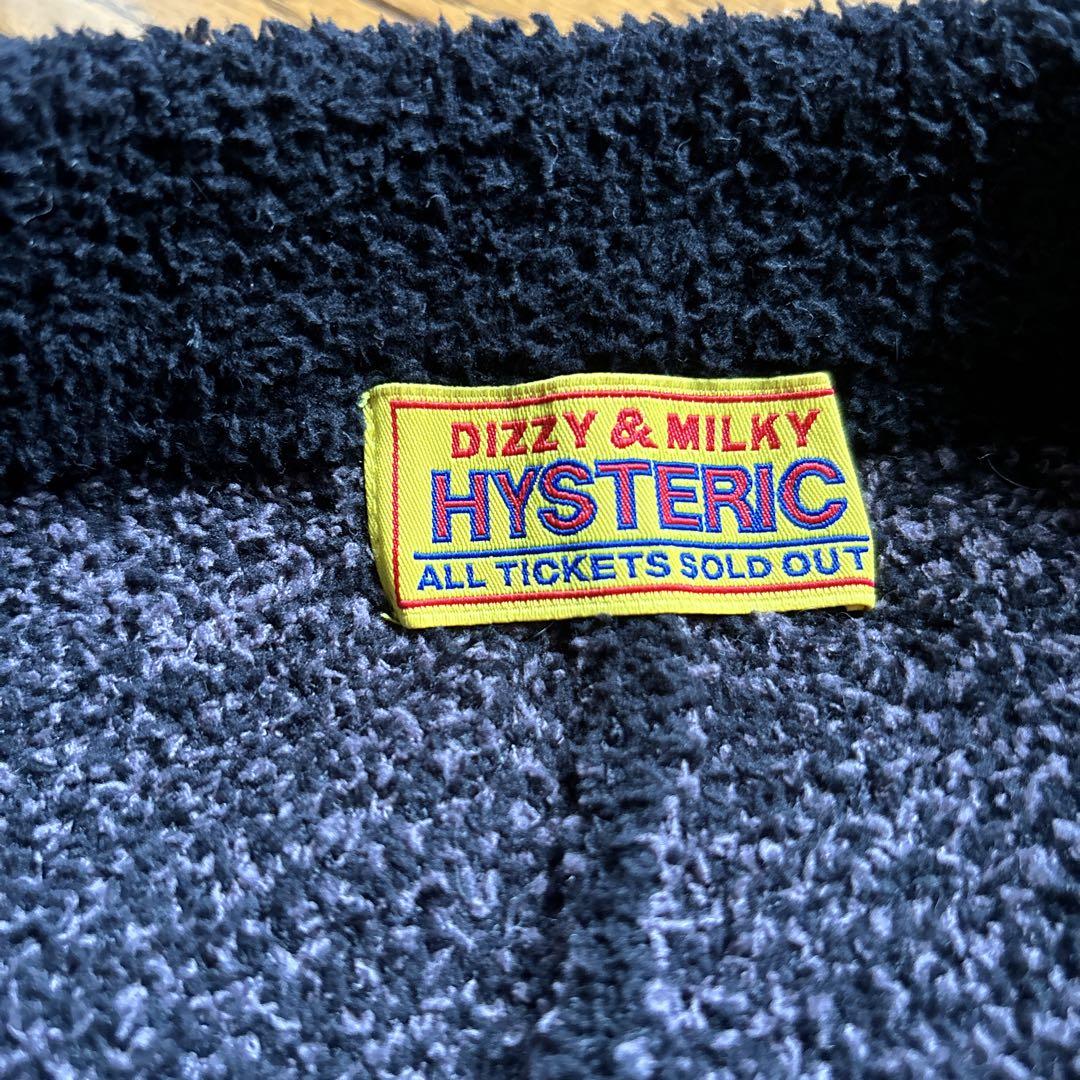 DIZZY & MILKY
HYSTERIC
ALL TICKETS SOLD OUT